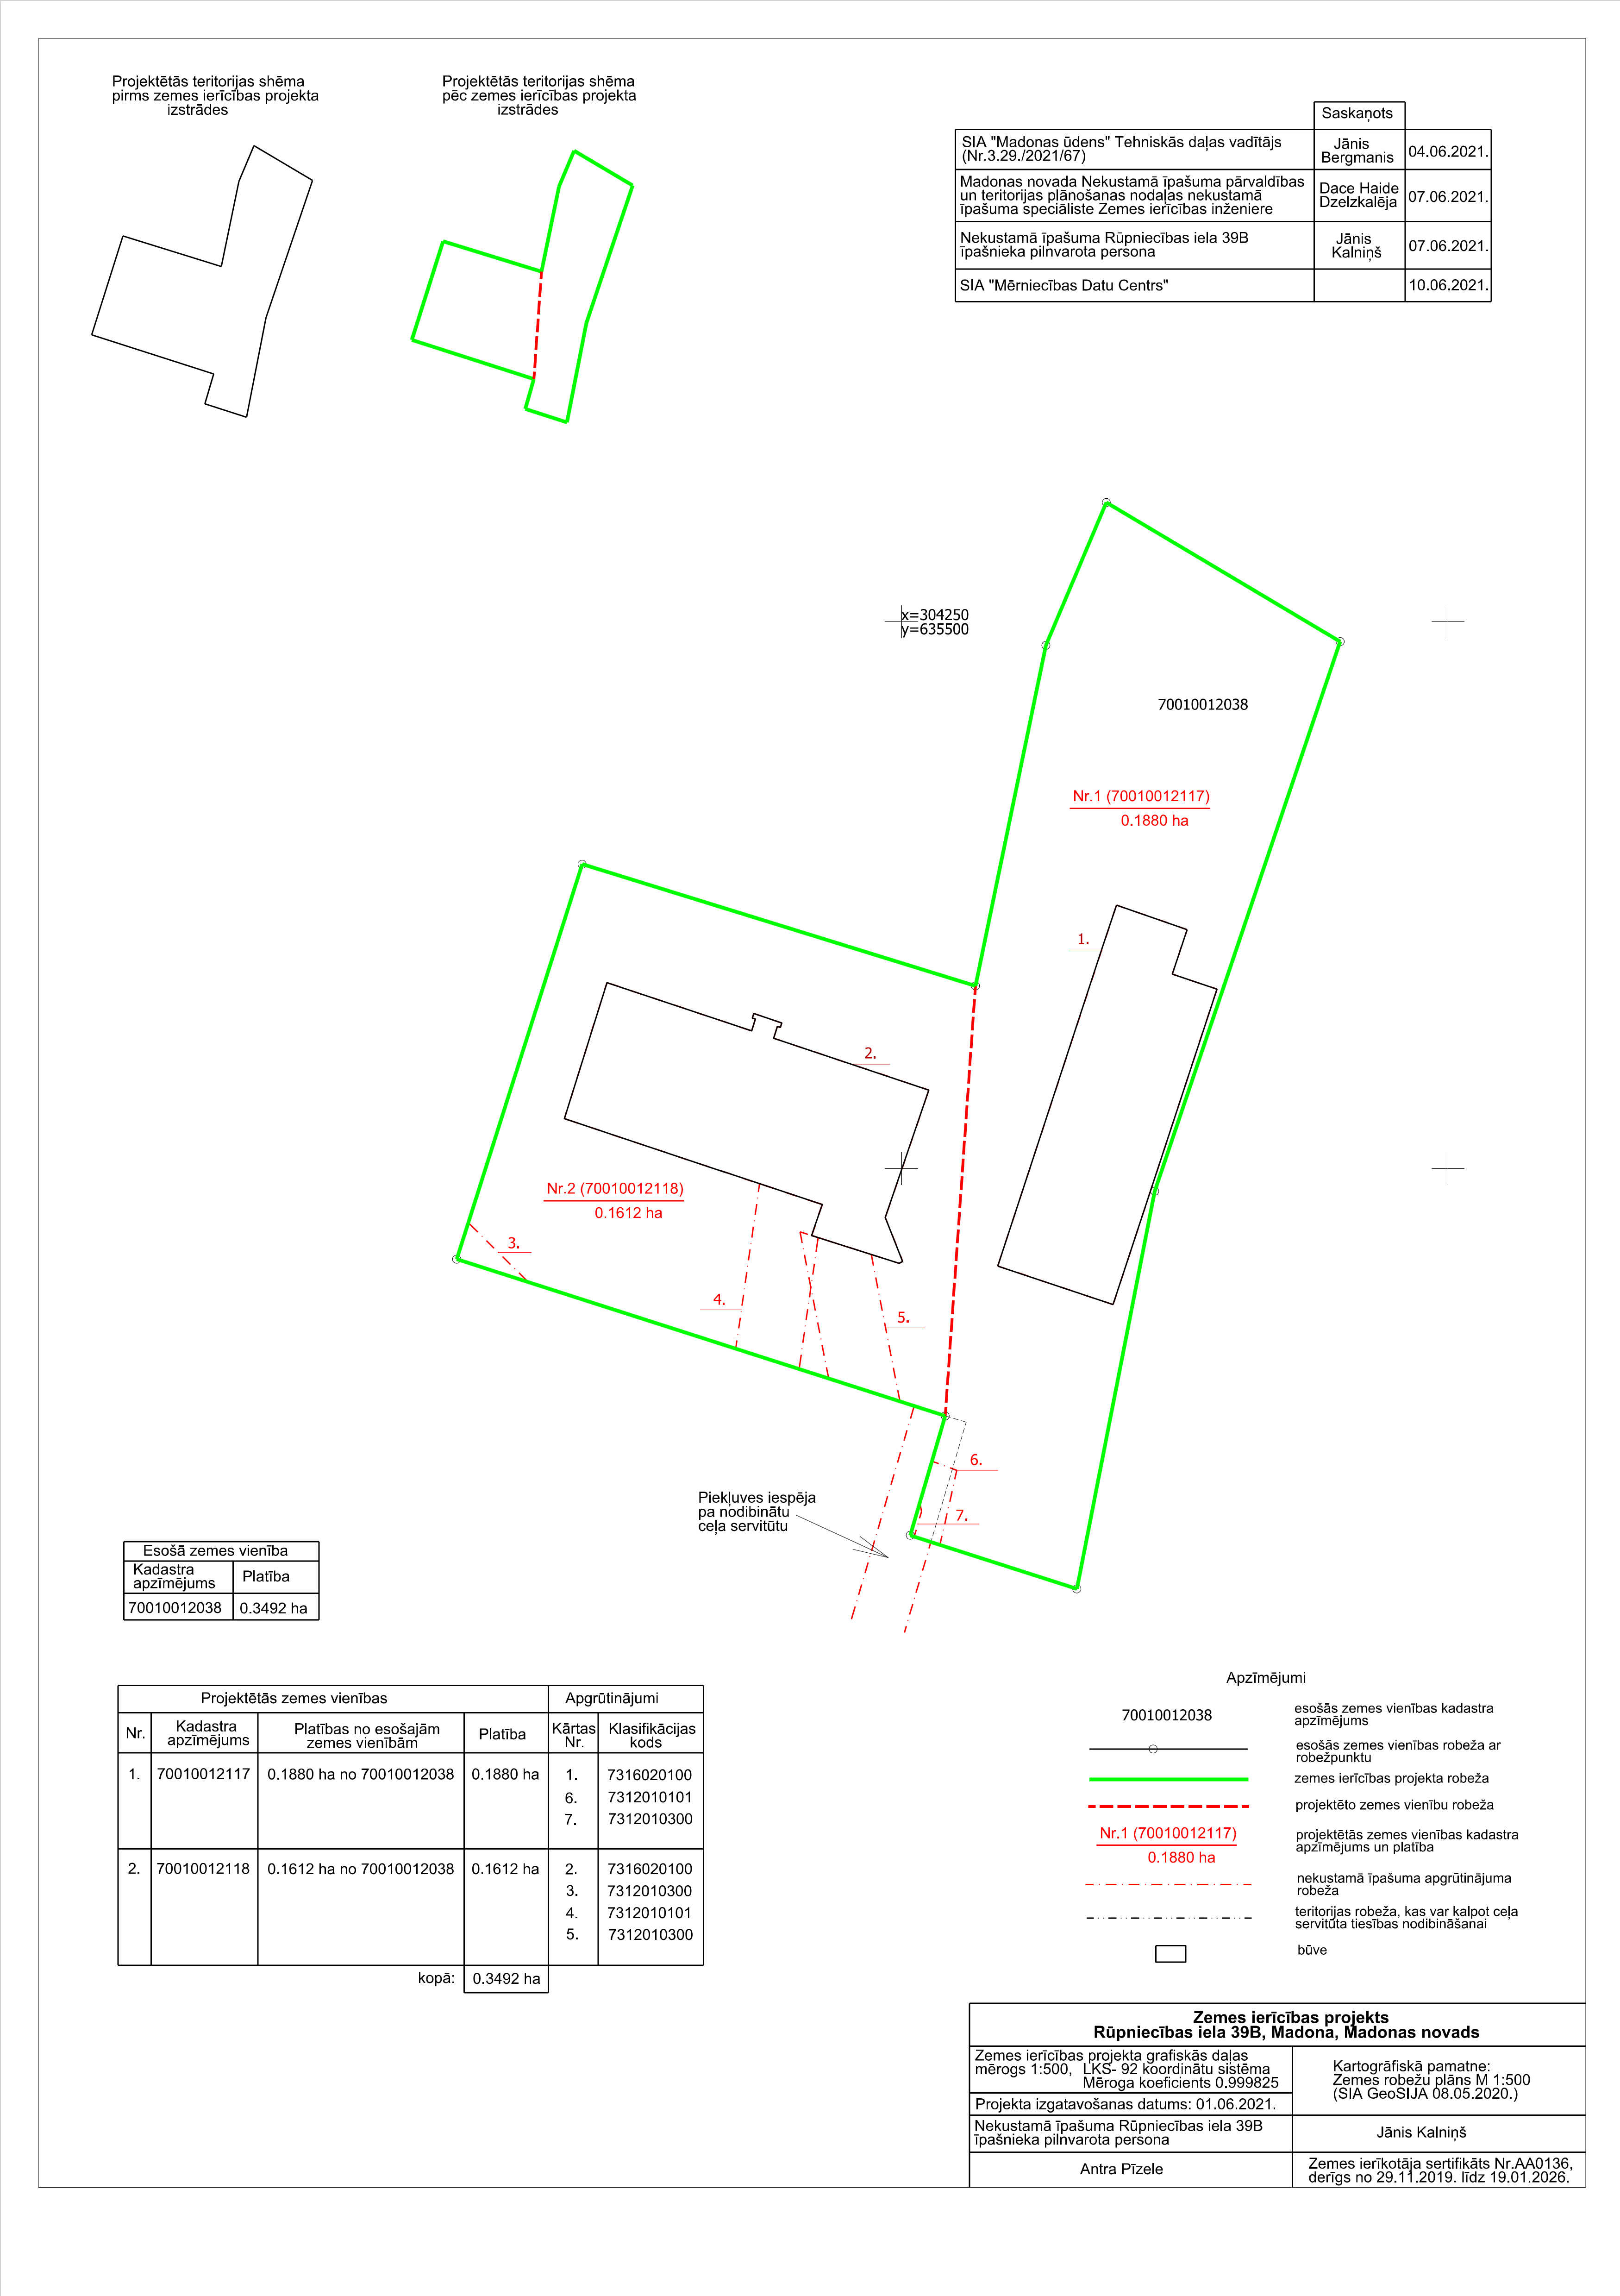 Projektētās teritorijas shēma
pirms zemes ierīcības projekta
izstrādes
Projektētās teritorijas shēma
pēc zemes ierīcības projekta
izstrādes
Saskaņots
SIA "Madonas ūdens" Tehniskās daļas vadītājs
(Nr.3.29./2021/67)
Jānis
Bergmanis
04.06.2021.
Madonas novada Nekustamā īpašuma pārvaldības
un teritorijas plānošanas nodaļas nekustamā
īpašuma speciāliste Zemes ierīcības inženiere
Dace Haide
Dzelzkalēja
07.06.2021.
Nekustamā īpašuma Rūpniecības iela 39B
īpašnieka pilnvarota persona
Jānis
Kalniņš
07.06.2021.
SIA "Mērniecības Datu Centrs"
10.06.2021.
x=304250
y=635500
70010012038
Nr.1 (70010012117)
0.1880 ha
1.
2.
Nr.2 (70010012118)
0.1612 ha
3.
4.
5.
6.
7.
Piekļuves iespēja
pa nodibinātu
ceļa servitūtu
Esošā zemes vienība
Kadastra
apzīmējums
Platība
70010012038
0.3492 ha
Projektētās zemes vienības
Apgrūtinājumi
Nr.
Kadastra
apzīmējums
Platības no esošajām
zemes vienībām
Platība
Kārtas
Nr.
Klasifikācijas
kods
1.
70010012117
0.1880 ha no 70010012038
0.1880 ha
1.
7316020100
6.
7312010101
7.
7312010300
2.
70010012118
0.1612 ha no 70010012038
0.1612 ha
2.
7316020100
3.
7312010300
4.
7312010101
5.
7312010300
kopā:
0.3492 ha
Apzīmējumi
70010012038
esošās zemes vienības kadastra
apzīmējums
esošās zemes vienības robeža ar
robežpunktu
zemes ierīcības projekta robeža
projektēto zemes vienību robeža
Nr.1 (70010012117)
0.1880 ha
projektētās zemes vienības kadastra
apzīmējums un platība
nekustamā īpašuma apgrūtinājuma
robeža
teritorijas robeža, kas var kalpot ceļa
servitūta tiesības nodibināšanai
būve
Zemes ierīcības projekts
Rūpniecības iela 39B, Madona, Madonas novads
Zemes ierīcības projekta grafiskās daļas
mērogs 1:500, LKS- 92 koordinātu sistēma
Mēroga koeficients 0.999825
Kartogrāfiskā pamatne:
Zemes robežu plāns M 1:500
(SIA GeoSIJA 08.05.2020.)
Projekta izgatavošanas datums: 01.06.2021.
Nekustamā īpašuma Rūpniecības iela 39B
īpašnieka pilnvarota persona
Jānis Kalniņš
Antra Pīzele
Zemes ierīkotāja sertifikāts Nr.AA0136,
derīgs no 29.11.2019. līdz 19.01.2026.